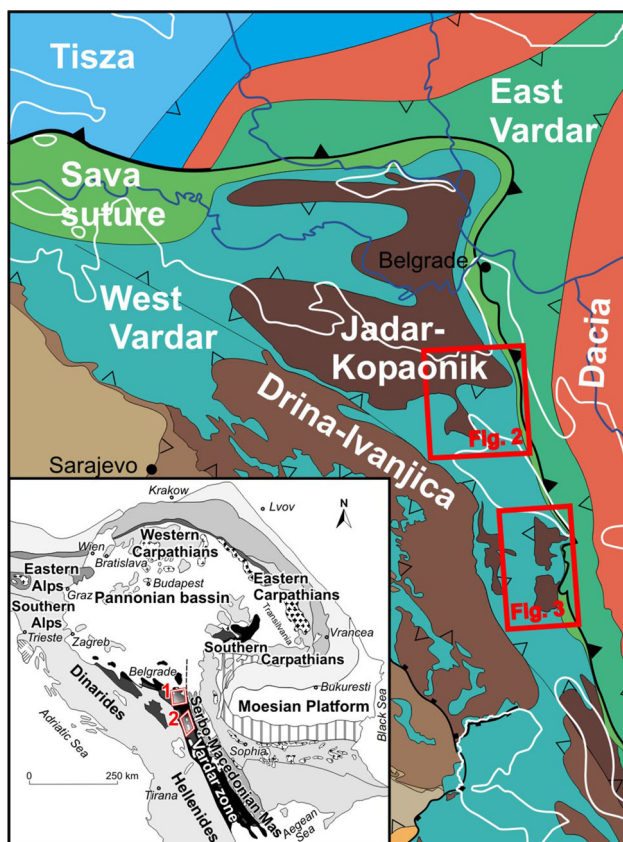 Tisza
East
Vardar
Sava
suture
Belgrade
West
Vardar
Jadar-
Kopaonik
Dacia
Drina-Ivanjica
Fig. 2
Sarajevo
Fig. 3
Krakow
Lvov
N
Western
Carpathians
Wien
Bratislava
Eastern
Alps
Budapest
Eastern
Carpathians
Graz
Pannonian bassin
Transilvania
Southern
Alps
Vrancea
Trieste
Zagreb
Southern
Carpathians
Belgrade
1
Bukuresti
2
Moesian Platform
Dinarides
Serbo-Macedonian Mas
Black Sea
Adriatic Sea
Vardar zone
Sophia
0
250 km
Hellenides
Tirana
Aegean
Sea